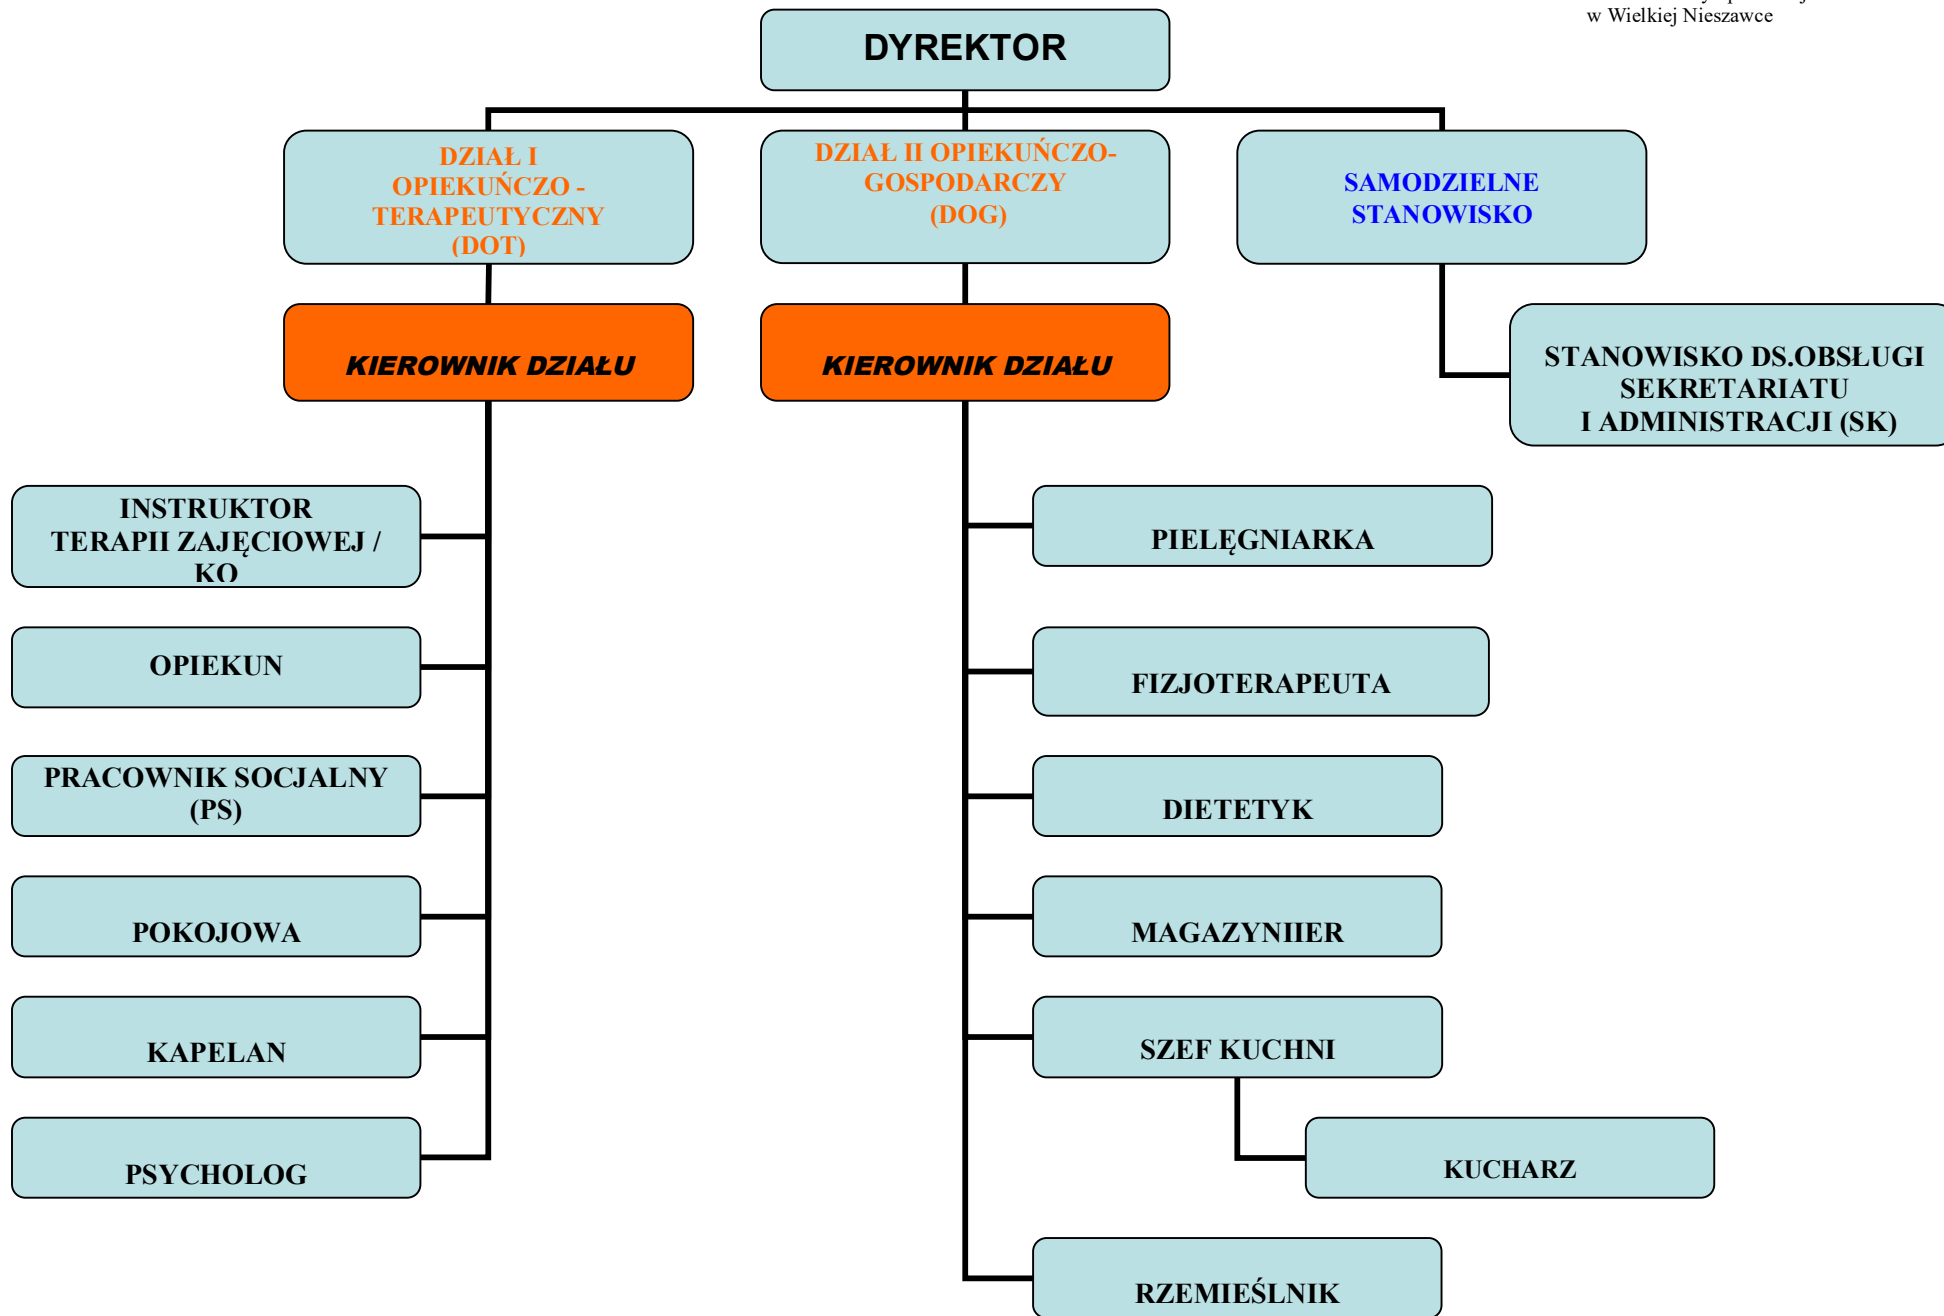 w Wielkiej Nieszawce
DYREKTOR
DZIAŁ I
OPIEKUŃCZO -
TERAPEUTYCZNY
(DOT)
DZIAŁ II OPIEKUŃCZO-
GOSPODARCZY
(DOG)
SAMODZIELNE
STANOWISKO
KIEROWNIK DZIAŁU
KIEROWNIK DZIAŁU
STANOWISKO DS.OBSŁUGI
SEKRETARIATU
I ADMINISTRACJI (SK)
INSTRUKTOR
TERAPII ZAJĘCIOWEJ /
KO
PIELĘGNIARKA
OPIEKUN
FIZJOTERAPEUTA
PRACOWNIK SOCJALNY
(PS)
DIETETYK
POKOJOWA
MAGAZYNIIER
KAPELAN
SZEF KUCHNI
PSYCHOLOG
KUCHARZ
RZEMIEŚLNIK